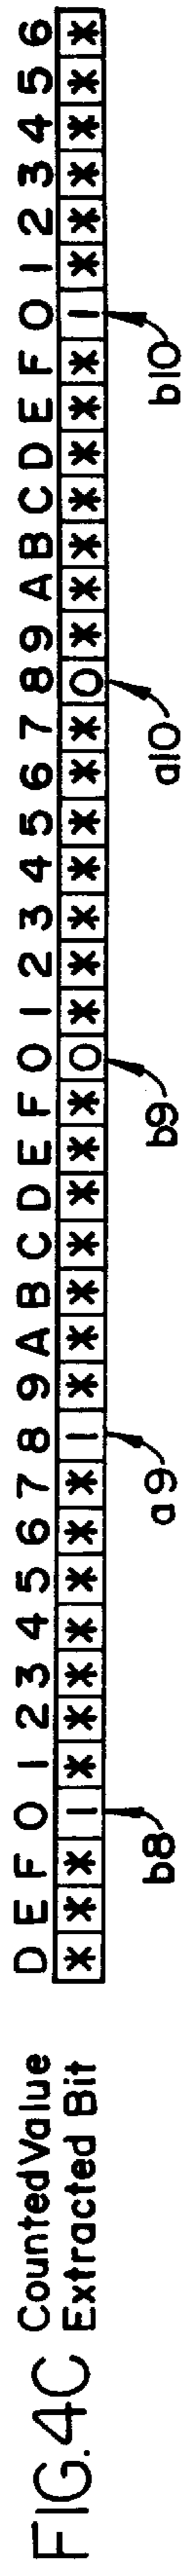 FIG.4C
Counted Value D E F 0 1 2 3 4 5 6 7 8 9 A B C D E F 0 1 2 3 4 5 6 7 8 9 A B C D E F 0 1 2 3 4 5 6
Extracted Bit * * * 1 * * * * * * * 1 * * * * * * * 0 * * * * * * * 0 * * * * * * * 1 * * * * * *
b8 a9 b9 a10 b10